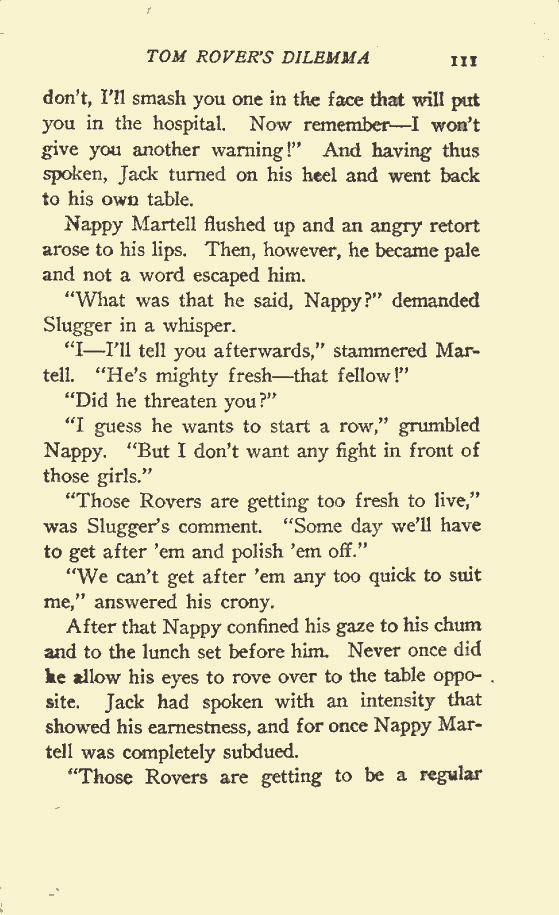 TOM ROVER'S DILEMMA 111
don't, I'll smash you one in the face that will put
you in the hospital. Now remember—I won't
give you another warning!" And having thus
spoken, Jack turned on his heel and went back
to his own table.
Nappy Martell flushed up and an angry retort
arose to his lips. Then, however, he became pale
and not a word escaped him.
"What was that he said, Nappy?" demanded
Slugger in a whisper.
"I—I'll tell you afterwards," stammered Mar-
tell. "He's mighty fresh—that fellow!"
"Did he threaten you?"
"I guess he wants to start a row," grumbled
Nappy. "But I don't want any fight in front of
those girls."
"Those Rovers are getting too fresh to live,"
was Slugger's comment. "Some day we'll have
to get after 'em and polish 'em off."
"We can't get after 'em any too quick to suit
me," answered his crony.
After that Nappy confined his gaze to his chum
and to the lunch set before him. Never once did
he allow his eyes to rove over to the table oppo-
site. Jack had spoken with an intensity that
showed his earnestness, and for once Nappy Mar-
tell was completely subdued.
"Those Rovers are getting to be a regular